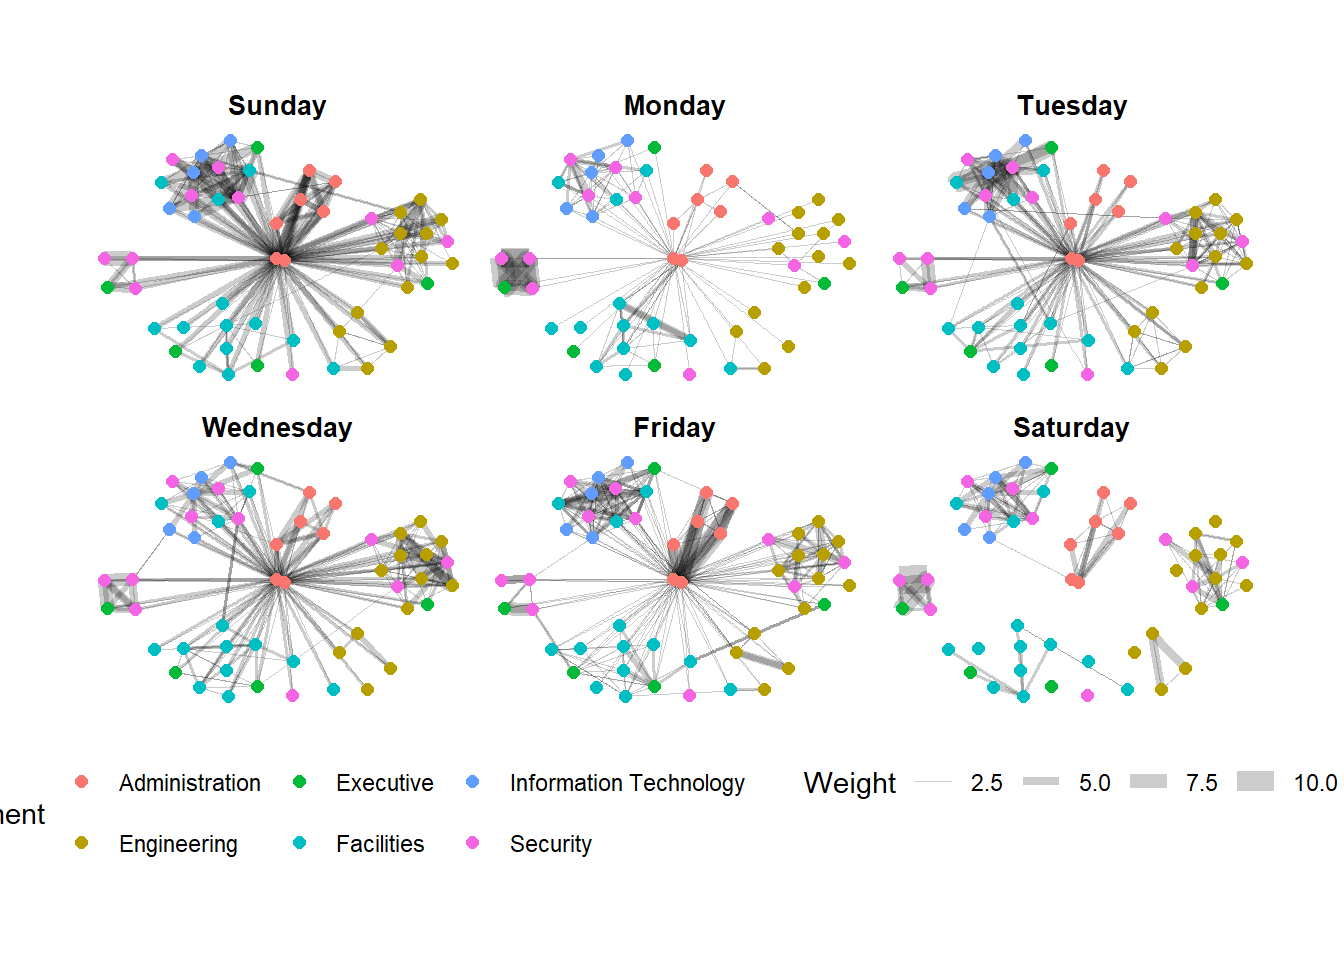 Sunday Monday Tuesday
Wednesday Friday Saturday
Administration Executive Information Technology Weight 2.5 5.0 7.5 10.0
Engineering Facilities Security